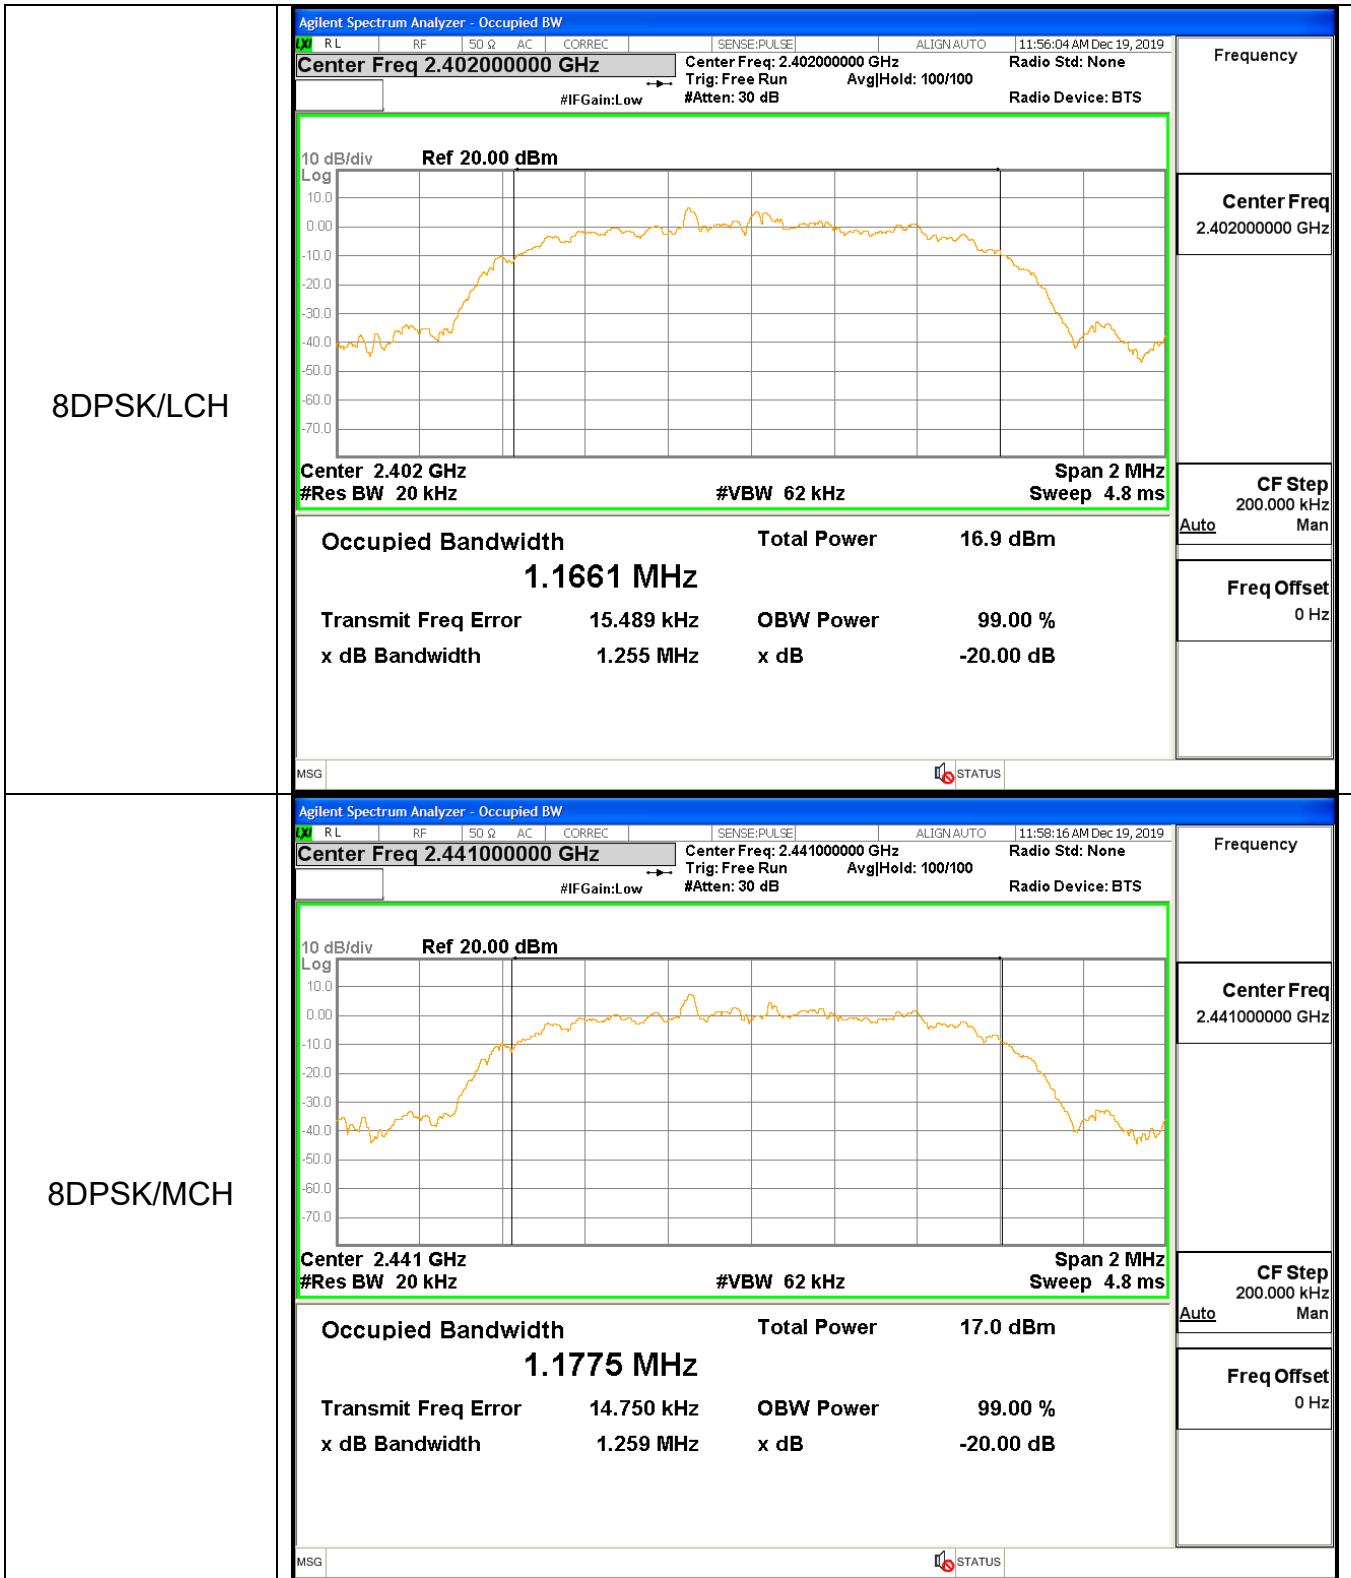 8DPSK/LCH
Agilent Spectrum Analyzer - Occupied BW
LXI RL RF 50 Ω AC CORREC SENSE:PULSE ALIGN AUTO 11:56:04 AM Dec 19, 2019
Center Freq 2.402000000 GHz
Center Freq: 2.402000000 GHz Radio Std: None
Trig: Free Run Avg|Hold: 100/100
#IFGain:Low #Atten: 30 dB Radio Device: BTS
10 dB/div Ref 20.00 dBm
Log
10.0
0.00
-10.0
-20.0
-30.0
-40.0
-50.0
-60.0
-70.0
Center 2.402 GHz Span 2 MHz
#Res BW 20 kHz #VBW 62 kHz Sweep 4.8 ms
Occupied Bandwidth Total Power 16.9 dBm
1.1661 MHz
Transmit Freq Error 15.489 kHz OBW Power 99.00 %
x dB Bandwidth 1.255 MHz x dB -20.00 dB
MSG STATUS
Frequency
Center Freq
2.402000000 GHz
CF Step
200.000 kHz
Auto Man
Freq Offset
0 Hz
8DPSK/MCH
Agilent Spectrum Analyzer - Occupied BW
LXI RL RF 50 Ω AC CORREC SENSE:PULSE ALIGN AUTO 11:58:16 AM Dec 19, 2019
Center Freq 2.441000000 GHz
Center Freq: 2.441000000 GHz Radio Std: None
Trig: Free Run Avg|Hold: 100/100
#IFGain:Low #Atten: 30 dB Radio Device: BTS
10 dB/div Ref 20.00 dBm
Log
10.0
0.00
-10.0
-20.0
-30.0
-40.0
-50.0
-60.0
-70.0
Center 2.441 GHz Span 2 MHz
#Res BW 20 kHz #VBW 62 kHz Sweep 4.8 ms
Occupied Bandwidth Total Power 17.0 dBm
1.1775 MHz
Transmit Freq Error 14.750 kHz OBW Power 99.00 %
x dB Bandwidth 1.259 MHz x dB -20.00 dB
MSG STATUS
Frequency
Center Freq
2.441000000 GHz
CF Step
200.000 kHz
Auto Man
Freq Offset
0 Hz